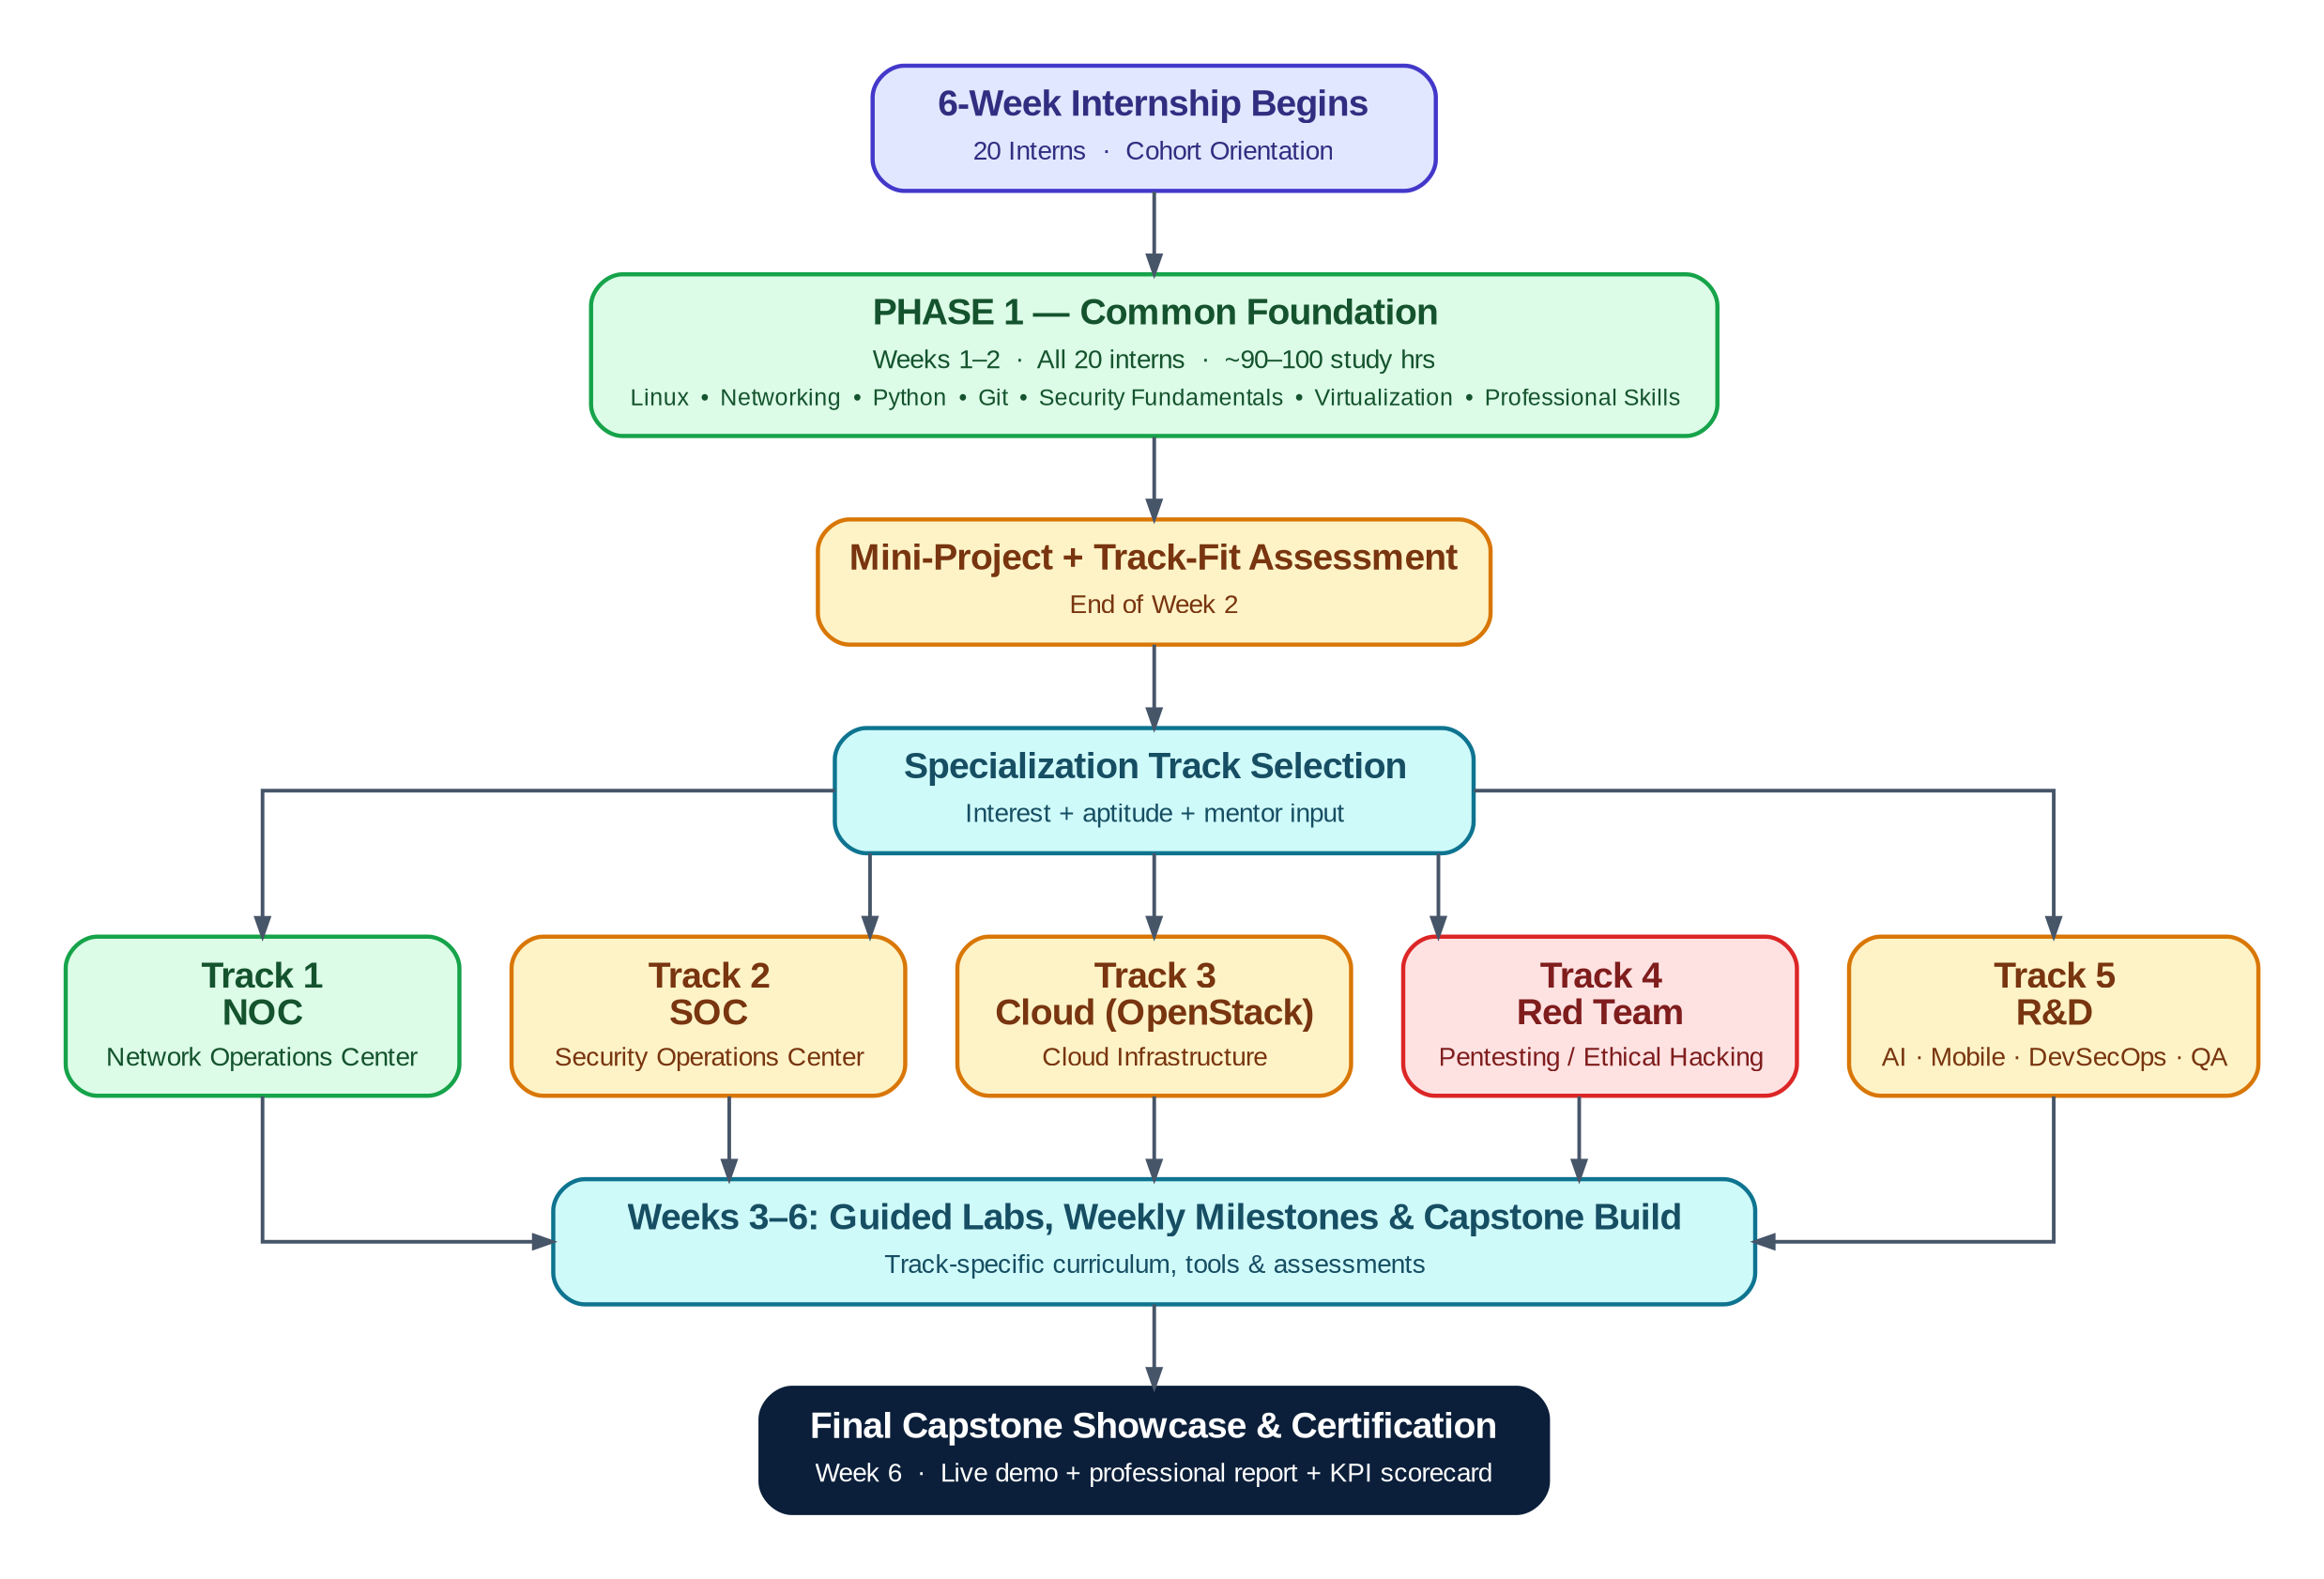 6-Week Internship Begins
20 Interns · Cohort Orientation
PHASE 1 — Common Foundation
Weeks 1–2 · All 20 interns · ~90–100 study hrs
Linux • Networking • Python • Git • Security Fundamentals • Virtualization • Professional Skills
Mini-Project + Track-Fit Assessment
End of Week 2
Specialization Track Selection
Interest + aptitude + mentor input
Track 1
NOC
Network Operations Center
Track 2
SOC
Security Operations Center
Track 3
Cloud (OpenStack)
Cloud Infrastructure
Track 4
Red Team
Pentesting / Ethical Hacking
Track 5
R&D
AI · Mobile · DevSecOps · QA
Weeks 3–6: Guided Labs, Weekly Milestones & Capstone Build
Track-specific curriculum, tools & assessments
Final Capstone Showcase & Certification
Week 6 · Live demo + professional report + KPI scorecard